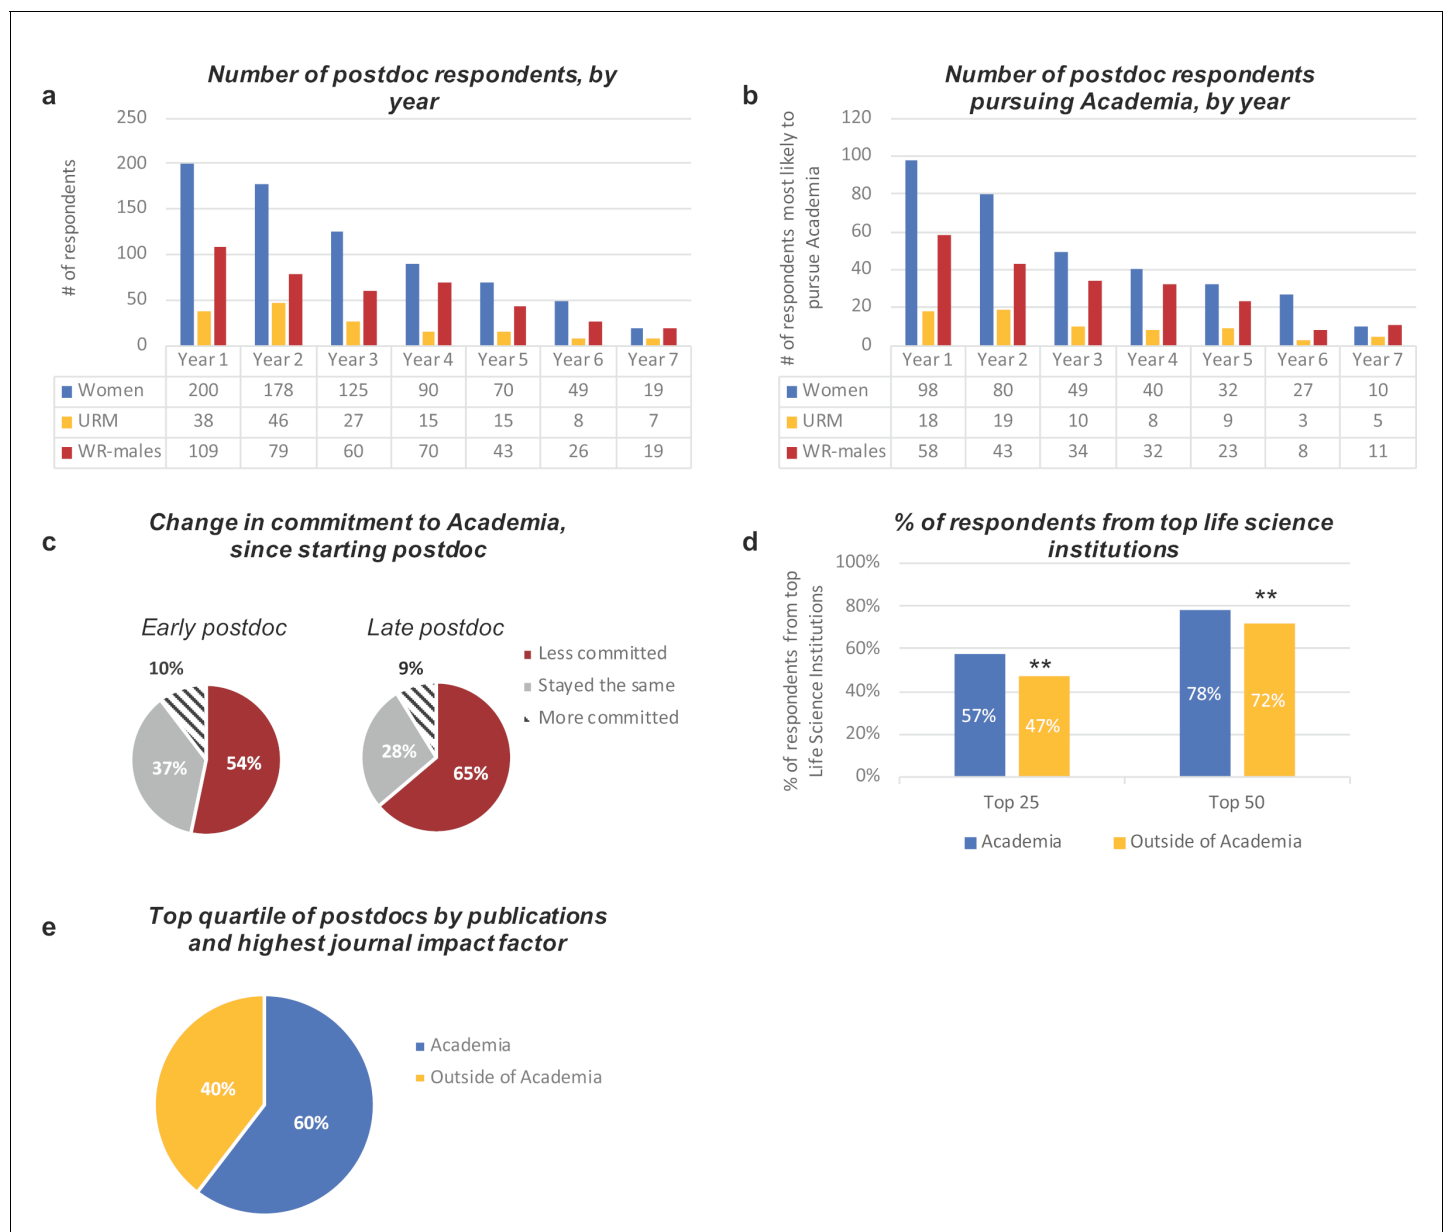 a
Number of postdoc respondents, by
year
# of respondents
250
200
150
100
50
0
Year 1 Year 2 Year 3 Year 4 Year 5 Year 6 Year 7
Women 200 178 125 90 70 49 19
URM 38 46 27 15 15 8 7
WR-males 109 79 60 70 43 26 19
b
Number of postdoc respondents
pursuing Academia, by year
# of respondents most likely to
pursue Academia
120
100
80
60
40
20
0
Year 1 Year 2 Year 3 Year 4 Year 5 Year 6 Year 7
Women 98 80 49 40 32 27 10
URM 18 19 10 8 9 3 5
WR-males 58 43 34 32 23 8 11
c
Change in commitment to Academia,
since starting postdoc
Early postdoc
10%
37%
54%
Late postdoc
9%
28%
65%
Less committed
Stayed the same
More committed
d
% of respondents from top life science
institutions
% of respondents from top
Life Science Institutions
100%
80%
60%
40%
20%
0%
57%
**
47%
78%
**
72%
Top 25 Top 50
Academia Outside of Academia
e
Top quartile of postdocs by publications
and highest journal impact factor
40%
60%
Academia
Outside of Academia